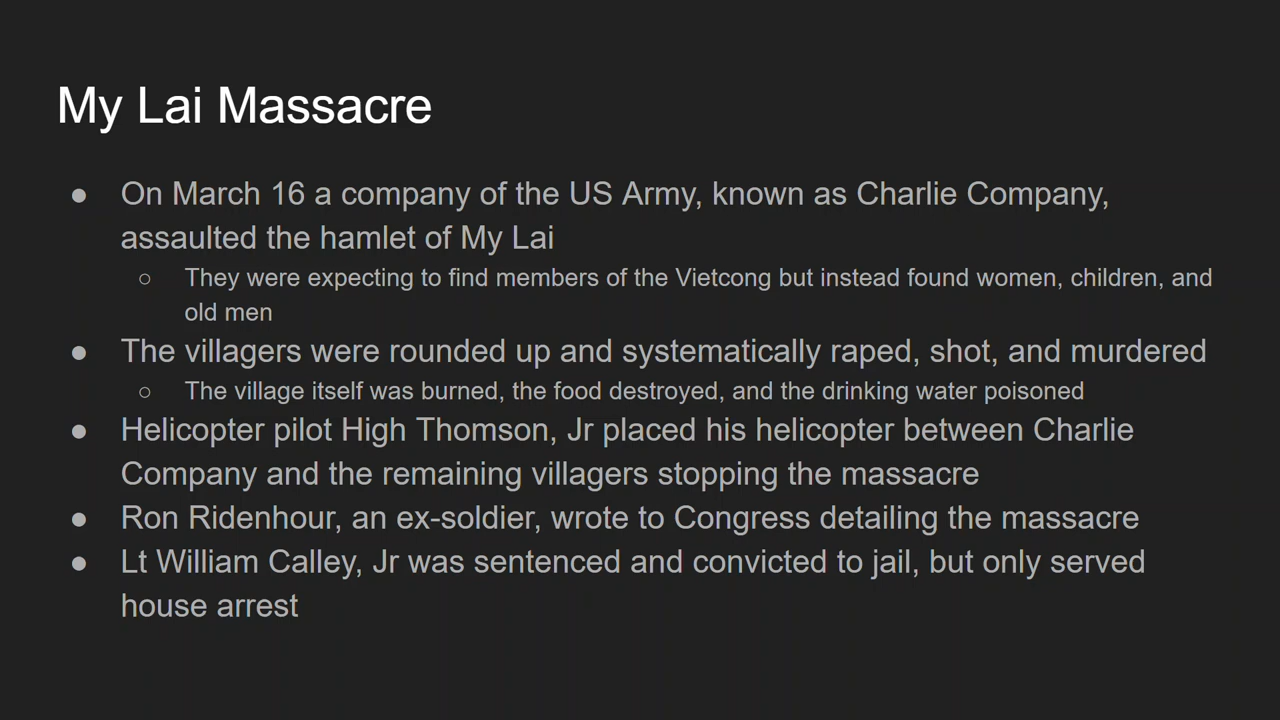 My Lai Massacre
● On March 16 a company of the US Army, known as Charlie Company,
assaulted the hamlet of My Lai
○ They were expecting to find members of the Vietcong but instead found women, children, and
old men
● The villagers were rounded up and systematically raped, shot, and murdered
○ The village itself was burned, the food destroyed, and the drinking water poisoned
● Helicopter pilot High Thomson, Jr placed his helicopter between Charlie
Company and the remaining villagers stopping the massacre
● Ron Ridenhour, an ex-soldier, wrote to Congress detailing the massacre
● Lt William Calley, Jr was sentenced and convicted to jail, but only served
house arrest